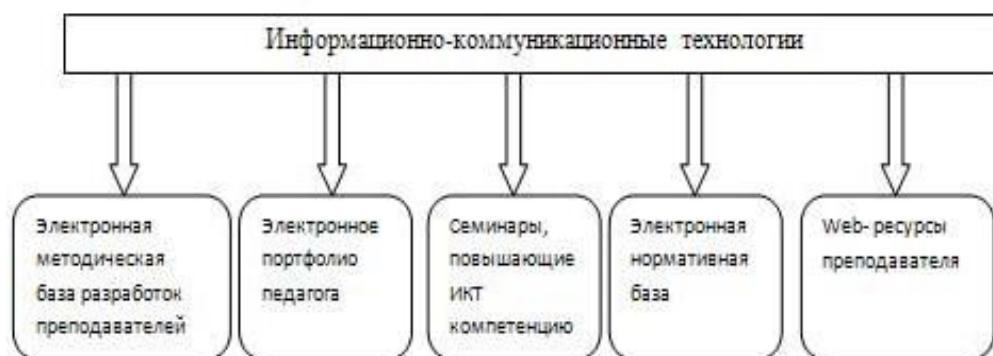 Информационно-коммуникационные технологии
Электронная
методическая
база разработок
преподавателей
Электронное
портфолио
педагога
Семинары,
повышающие
ИКТ
компетенцию
Электронная
нормативная
база
Web- ресурсы
преподавателя